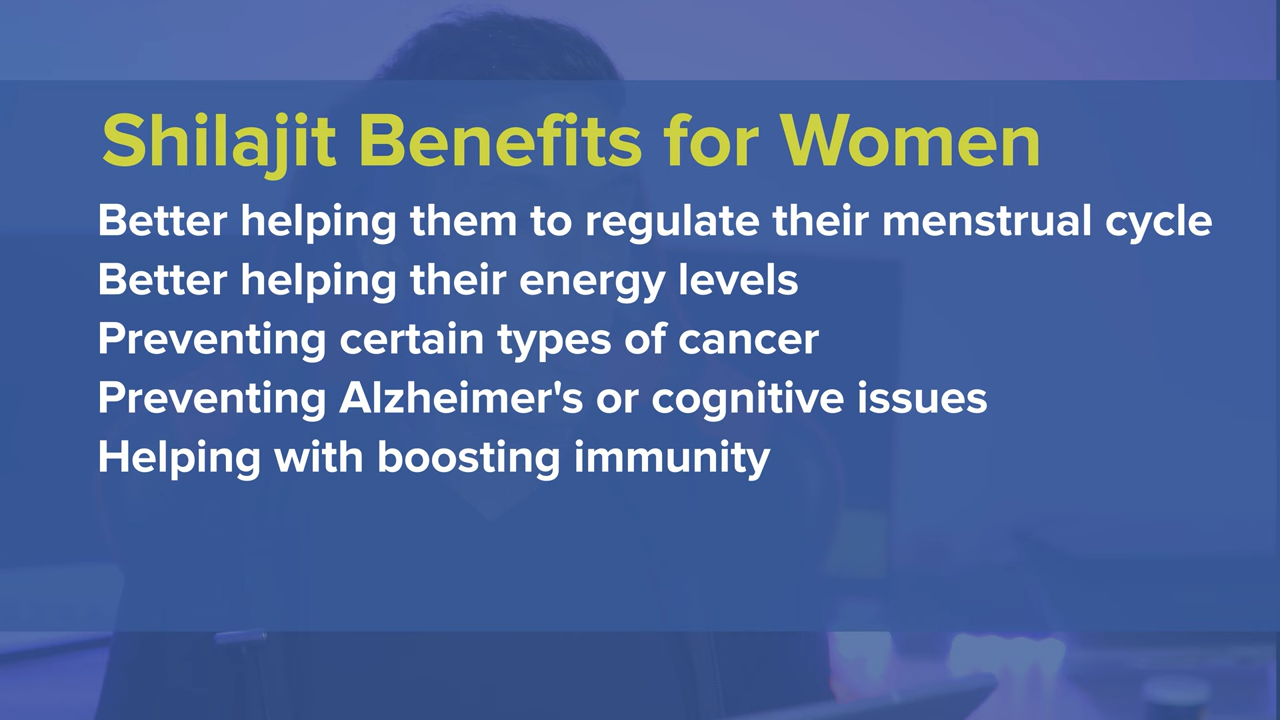 Shilajit Benefits for Women
Better helping them to regulate their menstrual cycle
Better helping their energy levels
Preventing certain types of cancer
Preventing Alzheimer's or cognitive issues
Helping with boosting immunity